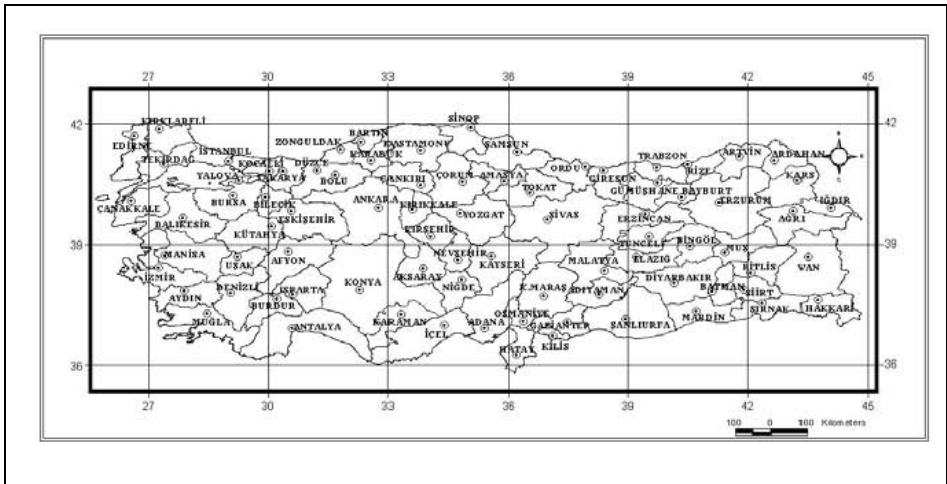 27 30 33 36 39 42 45
42 42
39 39
36 36
27 30 33 36 39 42 45
SİNOP
KIRKLARELİ
BARTIN
EDİRNE
ZONGULDAK
KASTAMONU
SAMSUN
ARTVİN
ARDAHAN
İSTANBUL
KARABÜK
TRABZON
TEKİRDAĞ
KOCAELİ
DÜZCE
ORDU
GİRESUN
RİZE
YALOVA
SAKARYA
BOLU
ÇANKIRI
ÇORUM
AMASYA
TOKAT
KARS
GÜMÜŞHANE
BAYBURT
ÇANAKKALE
BURSA
BİLECİK
ANKARA
KIRIKKALE
ERZURUM
IĞDIR
BALIKESİR
ESKİŞEHİR
YOZGAT
SİVAS
ERZİNCAN
AĞRI
KÜTAHYA
KIRŞEHİR
TUNCELİ
BİNGÖL
MUŞ
MANİSA
UŞAK
AFYON
NEVŞEHİR
KAYSERİ
MALATYA
ELAZIĞ
BİTLİS
VAN
İZMİR
KONYA
AKSARAY
NİĞDE
DİYARBAKIR
AYDIN
DENİZLİ
ISPARTA
BURDUR
K.MARAŞ
ADIYAMAN
BATMAN
SİİRT
MUĞLA
ANTALYA
KARAMAN
İÇEL
ADANA
OSMANİYE
GAZİANTEP
ŞANLIURFA
MARDİN
ŞIRNAK
HAKKARİ
HATAY
KİLİS
100 0 100 Kilometers